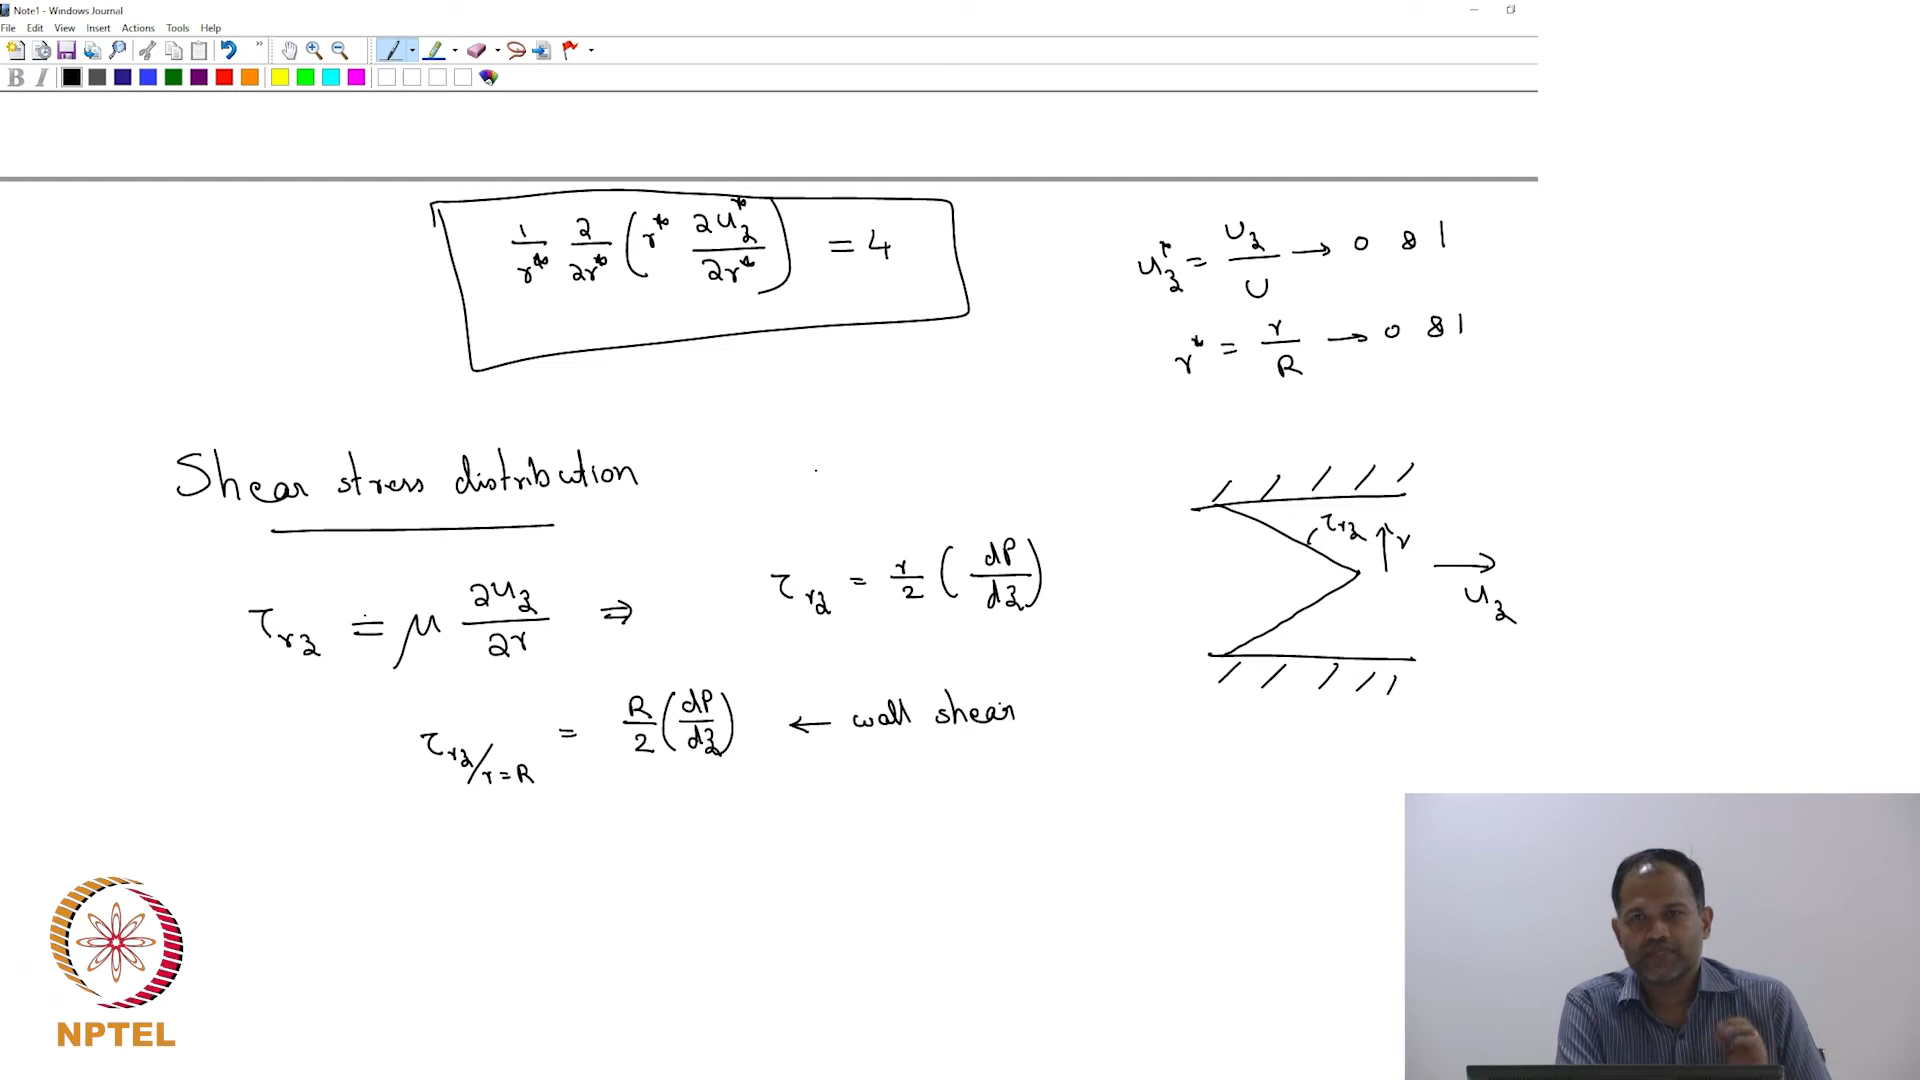 Note1 - Windows Journal
File Edit View Insert Actions Tools Help
B I
1/r* ∂/∂r* (r* ∂u_z*/∂r*) = 4
u_z* = u_z/U → 0 & 1
r* = r/R → 0 & 1
Shear stress distribution
τ_rz r
u_z
τ_rz = μ ∂u_z/∂r ⇒ τ_rz = r/2 (dP/dz)
τ_rz/r=R = R/2 (dP/dz) ← wall shear
NPTEL